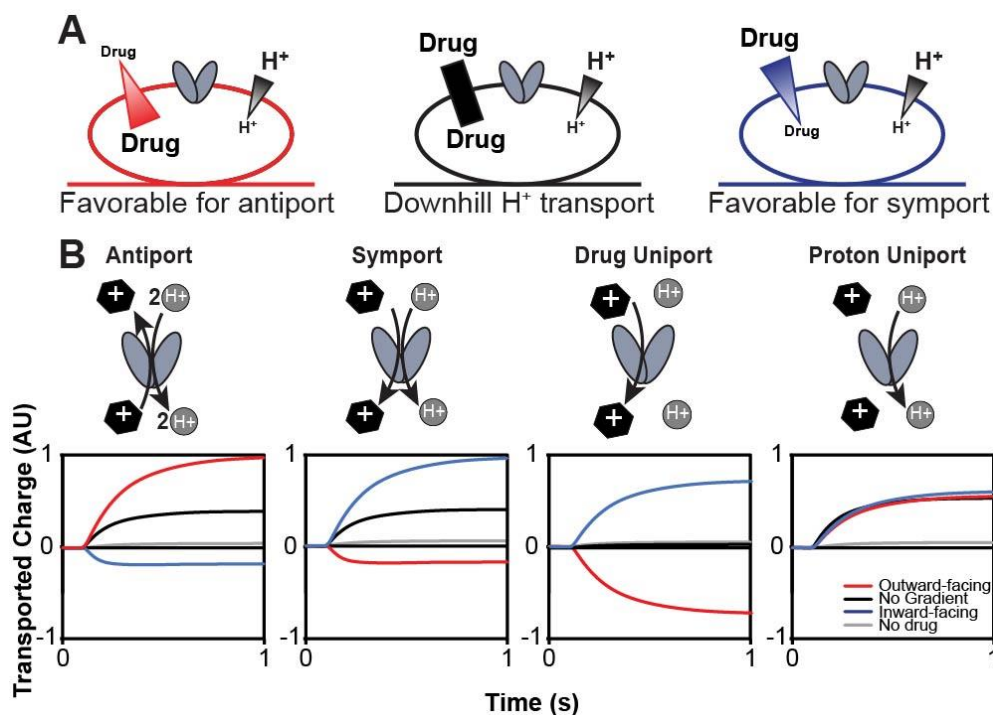 A
Drug
H⁺
Drug
H⁺
Favorable for antiport
Drug
H⁺
Drug
H⁺
Downhill H⁺ transport
Drug
H⁺
Drug
H⁺
Favorable for symport
B
Antiport
Symport
Drug Uniport
Proton Uniport
+ 2 H+
+ 2 H+
+ H+
+ H+
+ H+
+ H+
+ H+
+ H+
Transported Charge (AU)
1
0
-1
0
1
1
0
-1
0
1
1
0
-1
0
1
1
0
-1
0
1
Outward-facing
No Gradient
Inward-facing
No drug
Time (s)